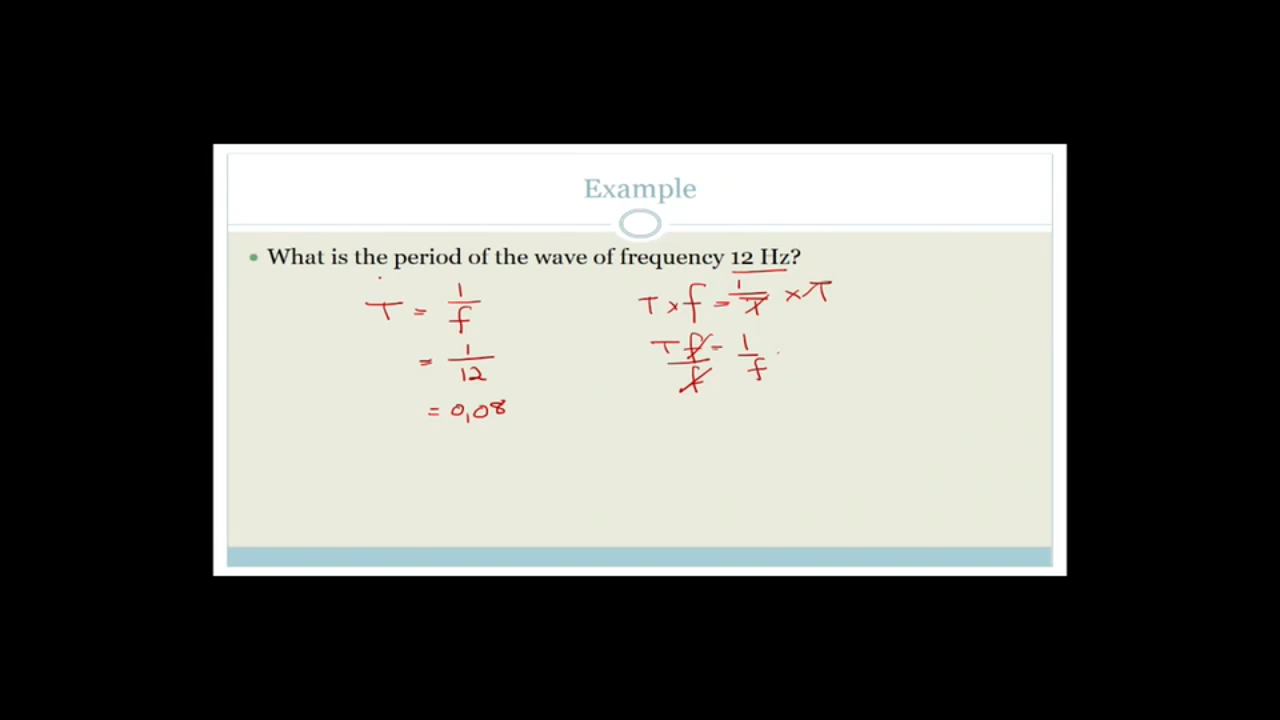 Example
• What is the period of the wave of frequency 12 Hz?
T = 1/f
= 1/12
= 0,08
T × f = 1/T × T
Tf/f = 1/f